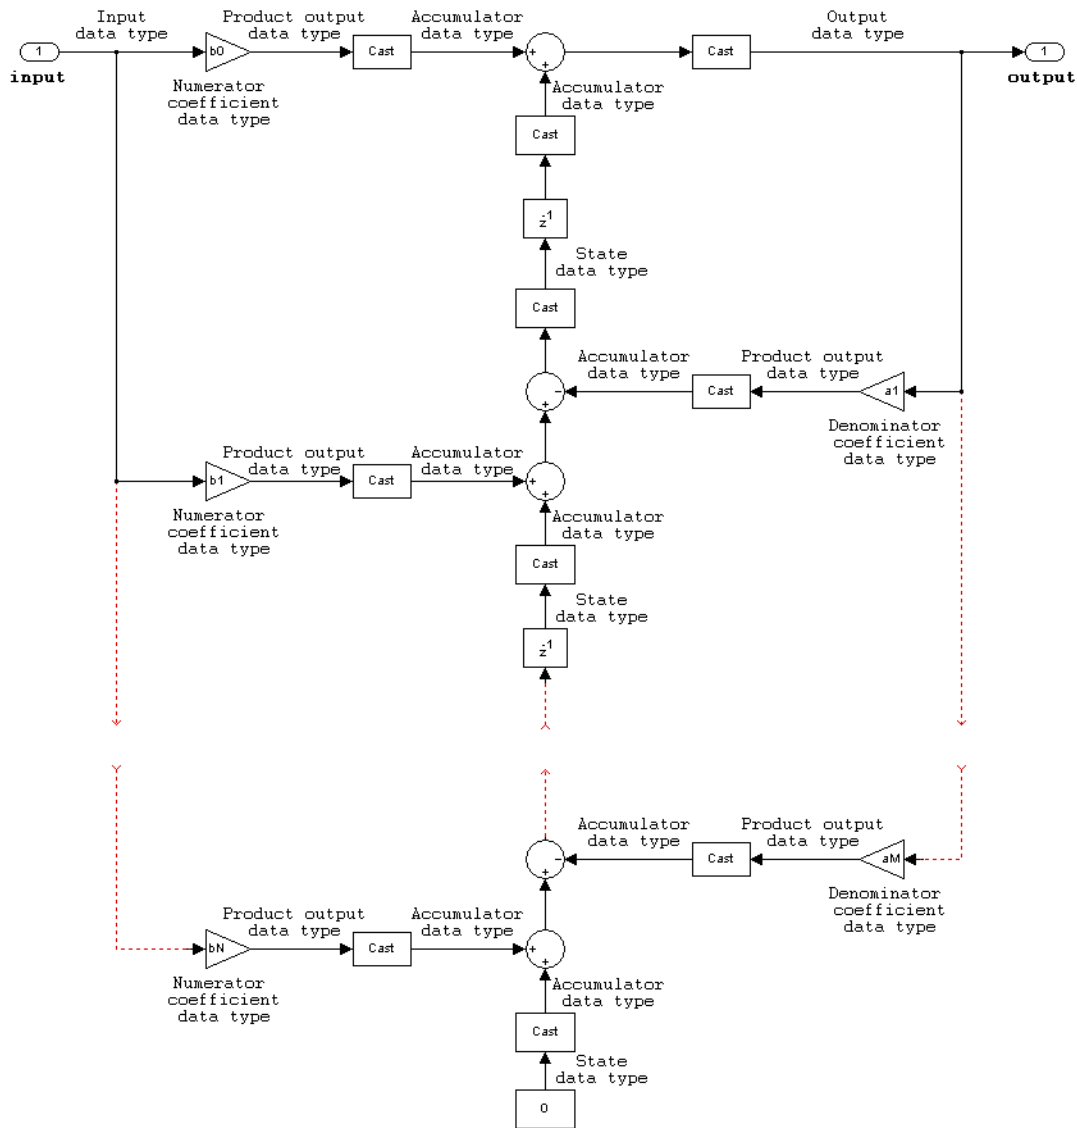 Input
data type
Product output
data type
Accumulator
data type
Output
data type
1
input
b0
Cast
+
+
Cast
1
output
Numerator
coefficient
data type
Accumulator
data type
Cast
z-1
State
data type
Cast
Accumulator
data type
Product output
data type
-
+
Cast
a1
Denominator
coefficient
data type
Product output
data type
Accumulator
data type
b1
Cast
+
+
Numerator
coefficient
data type
Accumulator
data type
Cast
State
data type
z-1
Accumulator
data type
Product output
data type
-
+
Cast
aM
Denominator
coefficient
data type
Product output
data type
Accumulator
data type
bN
Cast
+
+
Numerator
coefficient
data type
Accumulator
data type
Cast
State
data type
0